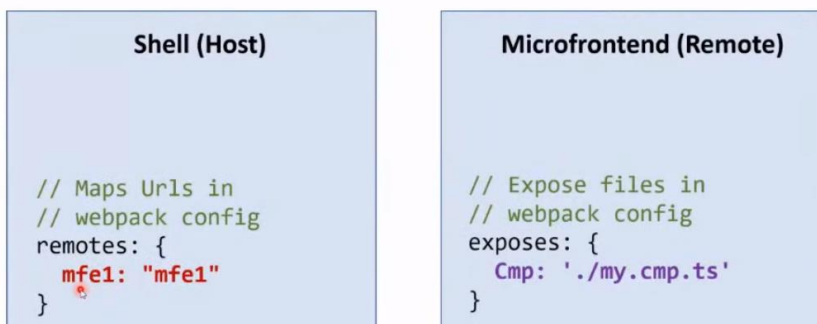 Shell (Host)
// Maps Urls in
// webpack config
remotes: {
mfe1: "mfe1"
}
Microfrontend (Remote)
// Expose files in
// webpack config
exposes: {
Cmp: './my.cmp.ts'
}